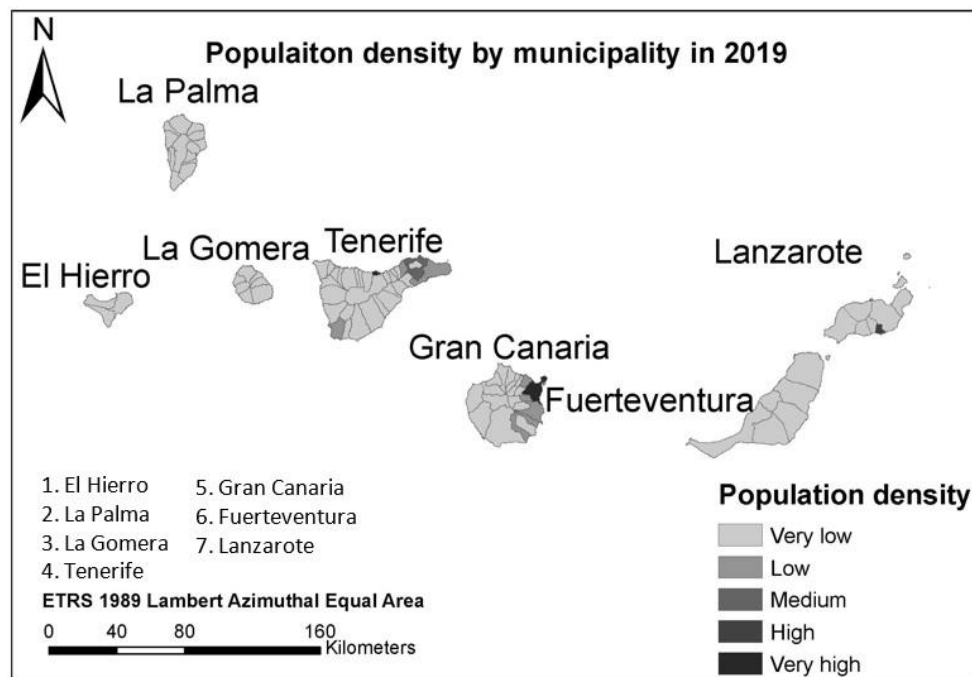 N
Populaiton density by municipality in 2019
La Palma
La Gomera
Tenerife
El Hierro
Lanzarote
Gran Canaria
Fuerteventura
1. El Hierro
2. La Palma
3. La Gomera
4. Tenerife
5. Gran Canaria
6. Fuerteventura
7. Lanzarote
ETRS 1989 Lambert Azimuthal Equal Area
0 40 80 160
Kilometers
Population density
Very low
Low
Medium
High
Very high